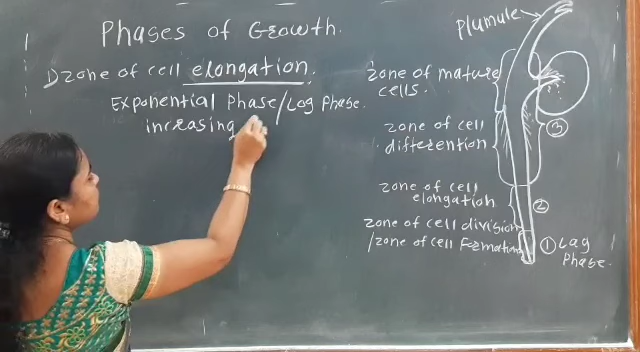 Phases of Growth.
1) zone of cell elongation.
Exponential Phase/Log Phase.
increasing
Plumule
zone of mature
cells.
zone of cell
differention
③
zone of cell
elongation
②
zone of cell division
/zone of cell Formation
① Lag
Phase.